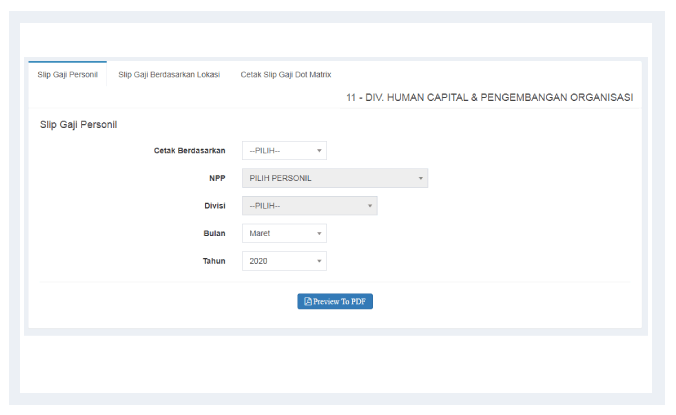 Slip Gaji Personil
Slip Gaji Berdasarkan Lokasi
Cetak Slip Gaji Dot Matrix
11 - DIV. HUMAN CAPITAL & PENGEMBANGAN ORGANISASI
Slip Gaji Personil
Cetak Berdasarkan --PILIH--
NPP PILIH PERSONIL
Divisi --PILIH--
Bulan Maret
Tahun 2020
Preview To PDF